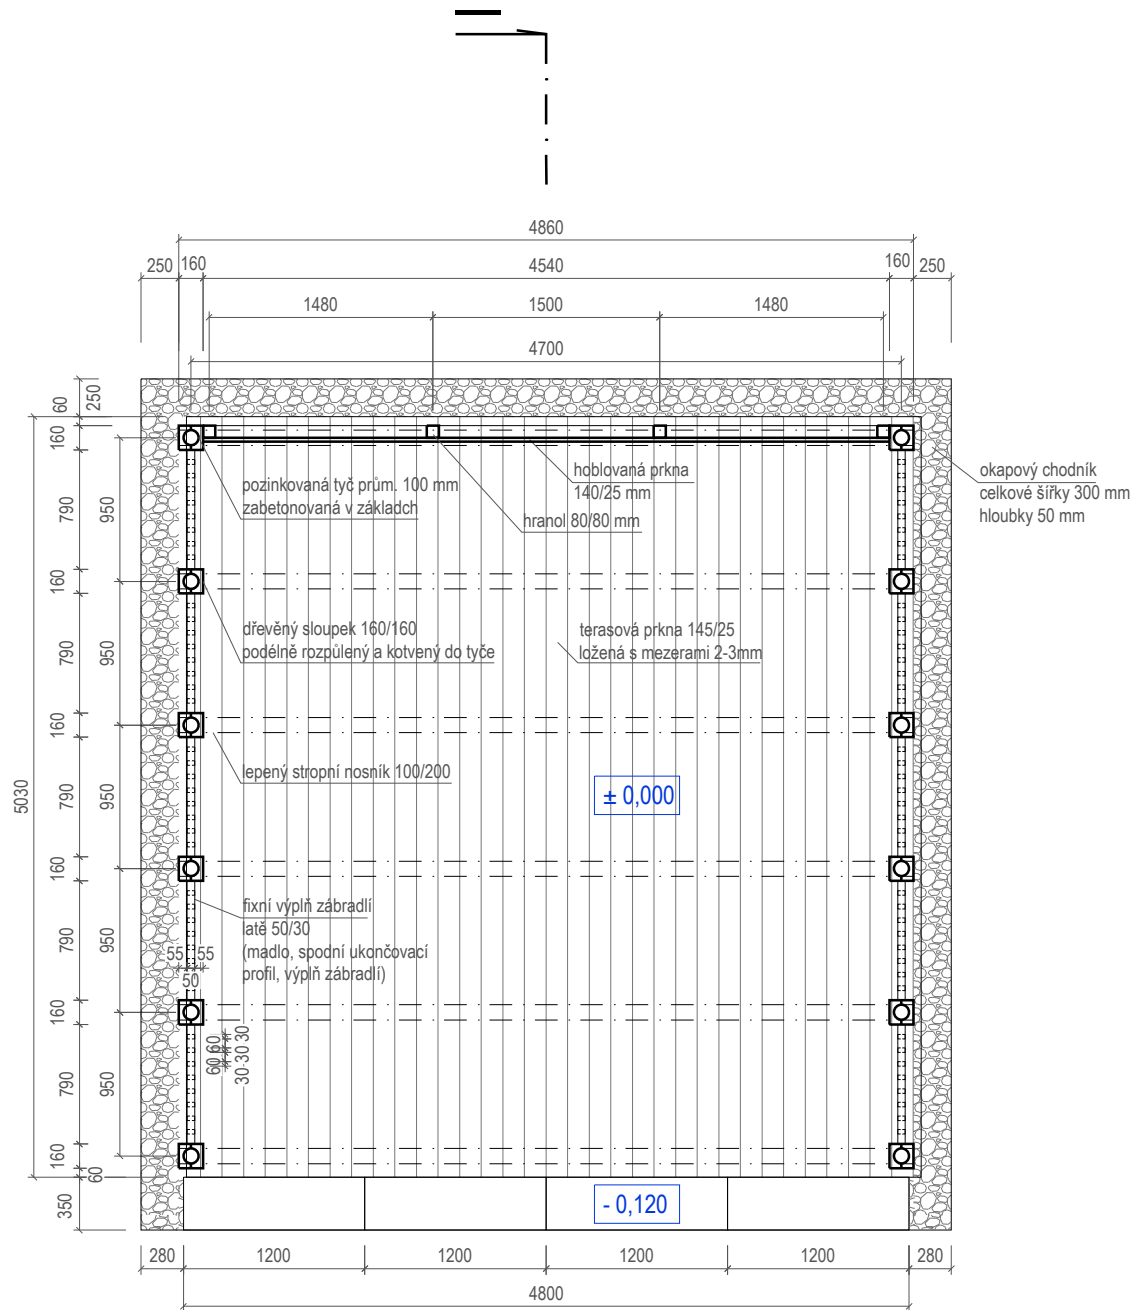 4860
250
160
4540
160
250
1480
1500
1480
4700
250
60
160
790
950
160
790
950
160
790
950
160
790
950
160
790
950
160
60
350
5030
pozinkovaná tyč prům. 100 mm
zabetonovaná v základch
hoblovaná prkna
140/25 mm
hranol 80/80 mm
okapový chodník
celkové šířky 300 mm
hloubky 50 mm
dřevěný sloupek 160/160
podélně rozpůlený a kotvený do tyče
terasová prkna 145/25
ložená s mezerami 2-3mm
lepený stropní nosník 100/200
± 0,000
fixní výplň zábradlí
latě 50/30
(madlo, spodní ukončovací
profil, výplň zábradlí)
55
55
50
60 60
30 30 30
- 0,120
280
1200
1200
1200
1200
280
4800